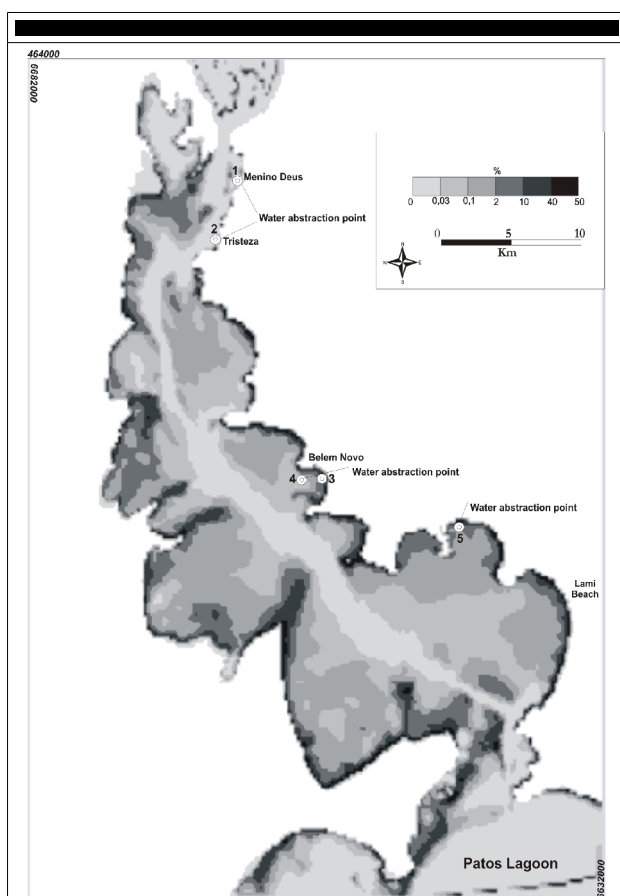 464000
6682000
1
Menino Deus
Water abstraction point
2
Tristeza
%
0 0,03 0,1 2 10 40 50
0 5 10
Km
N
E
S
Belem Novo
4 3 Water abstraction point
Water abstraction point
5
Lami
Beach
Patos Lagoon
6632000